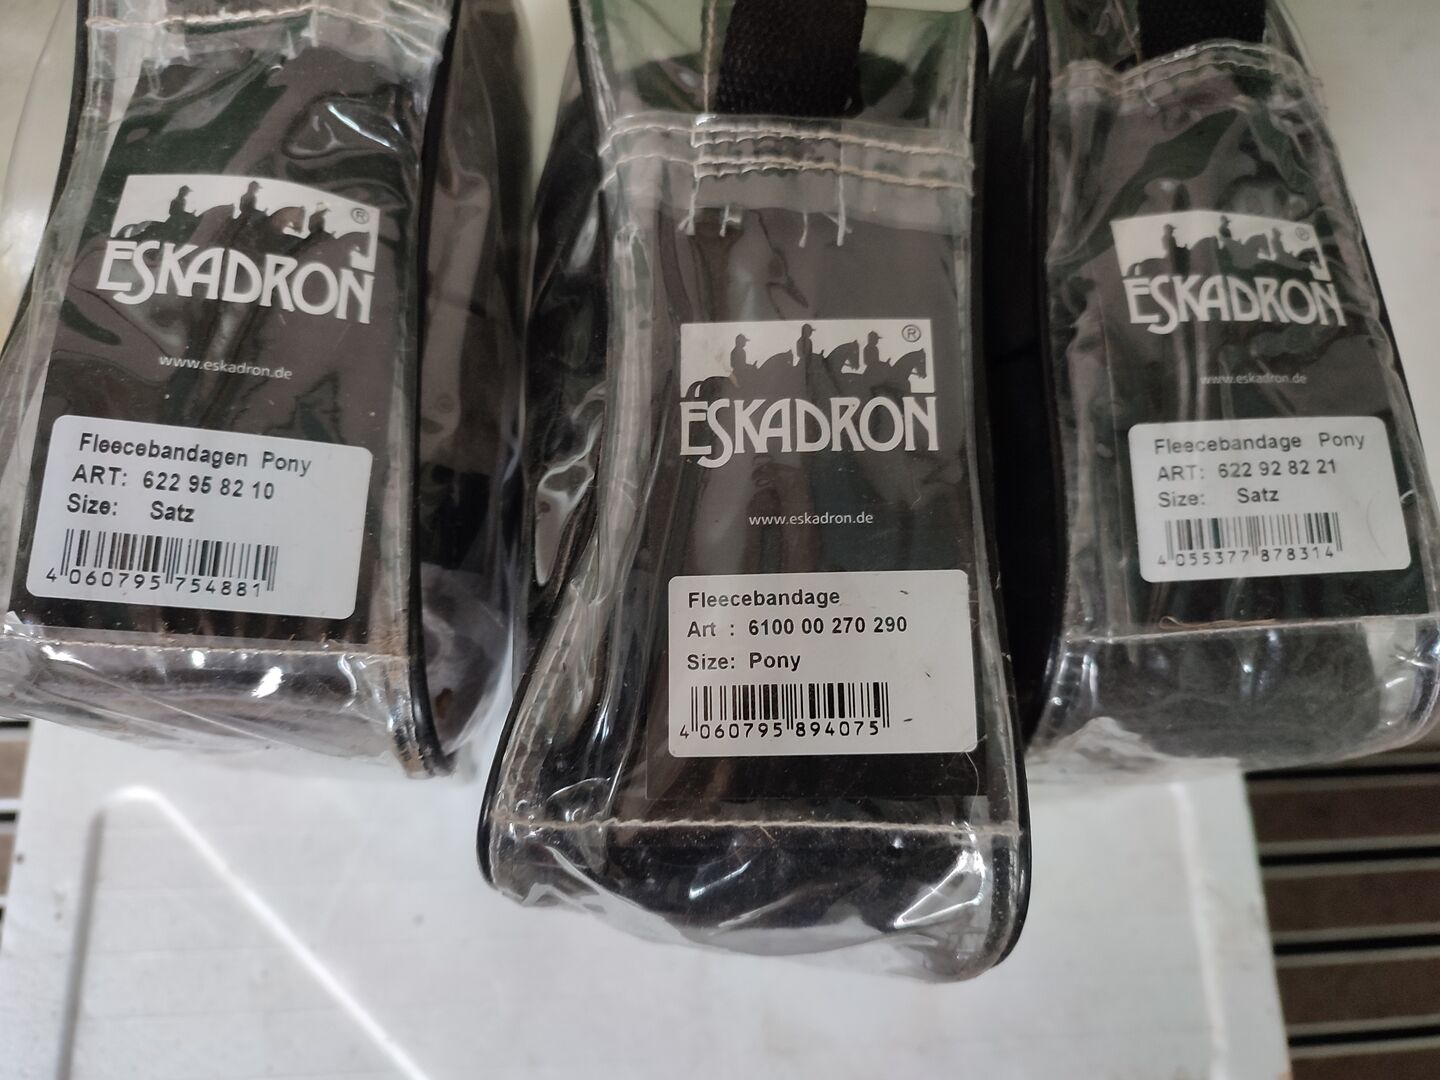 ESKADRON
®
www.eskadron.de
Fleecebandagen Pony
ART: 622 95 82 10
Size: Satz
4 060795 754881
ESKADRON
®
www.eskadron.de
Fleecebandage
Art : 6100 00 270 290
Size: Pony
4 060795 894075
ESKADRON
®
www.eskadron.de
Fleecebandage Pony
ART: 622 92 82 21
Size: Satz
4 055377 878314